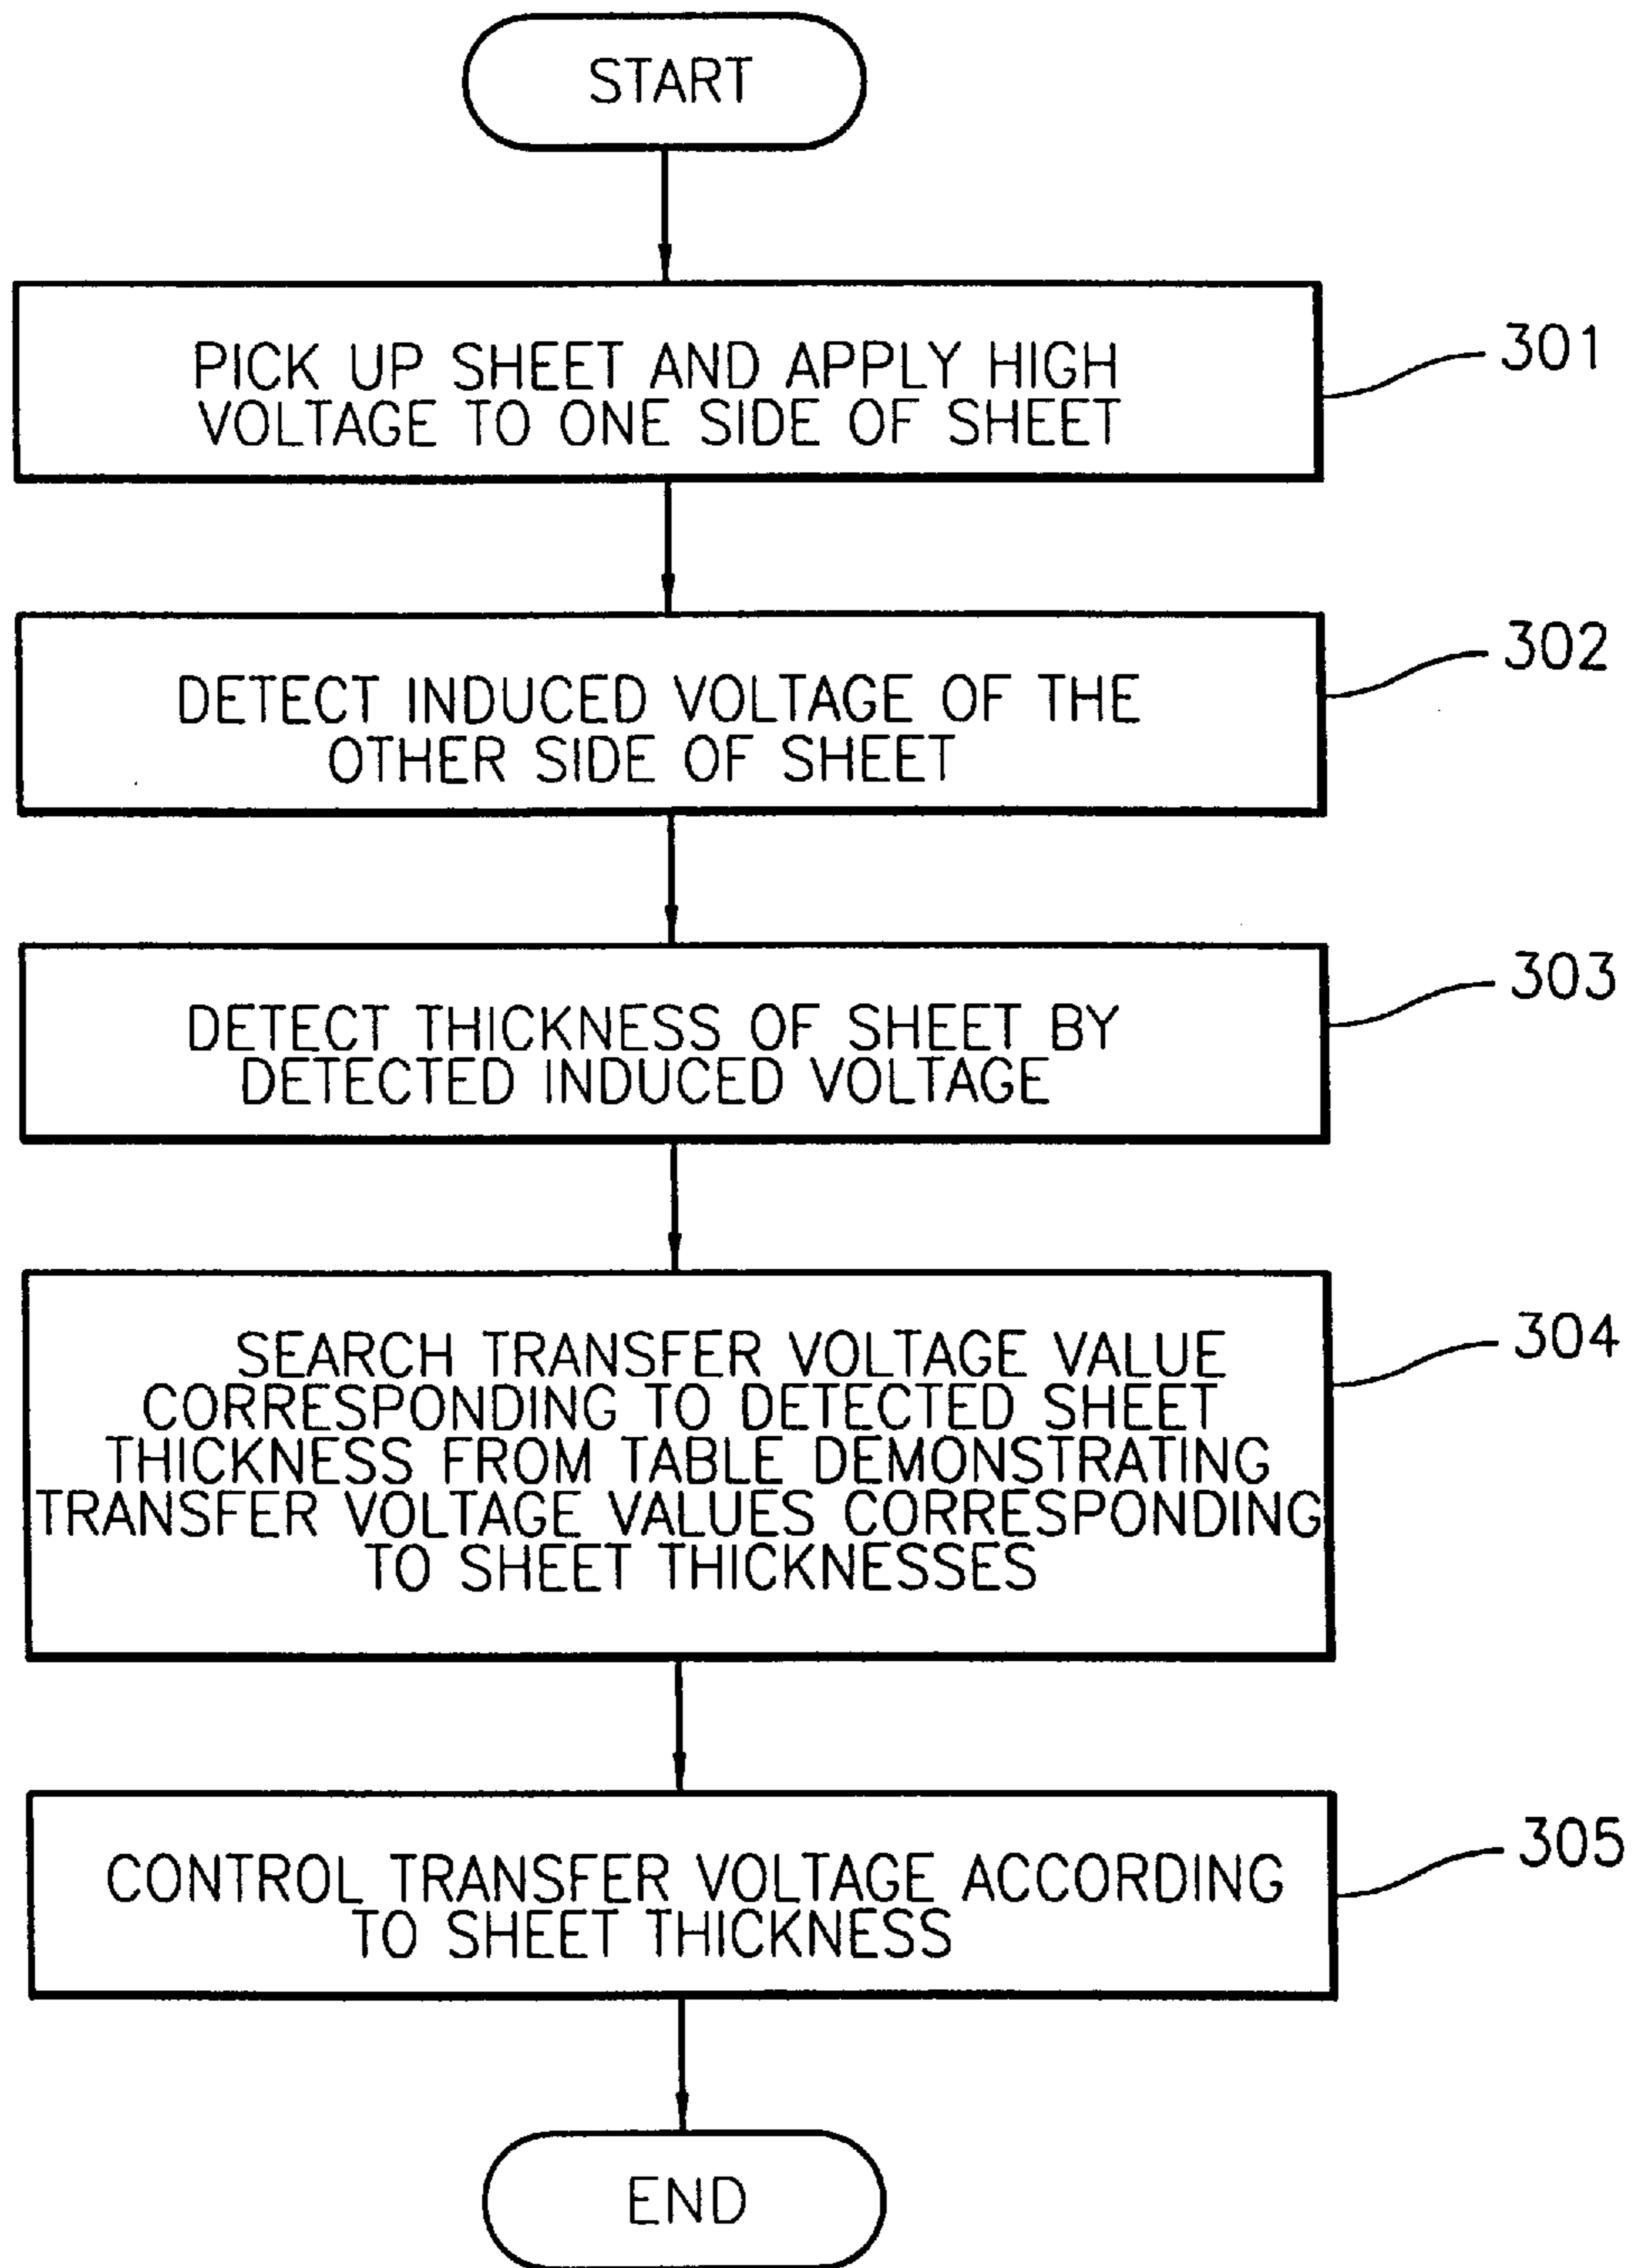 START
PICK UP SHEET AND APPLY HIGH
VOLTAGE TO ONE SIDE OF SHEET
301
DETECT INDUCED VOLTAGE OF THE
OTHER SIDE OF SHEET
302
DETECT THICKNESS OF SHEET BY
DETECTED INDUCED VOLTAGE
303
SEARCH TRANSFER VOLTAGE VALUE
CORRESPONDING TO DETECTED SHEET
THICKNESS FROM TABLE DEMONSTRATING
TRANSFER VOLTAGE VALUES CORRESPONDING
TO SHEET THICKNESSES
304
CONTROL TRANSFER VOLTAGE ACCORDING
TO SHEET THICKNESS
305
END